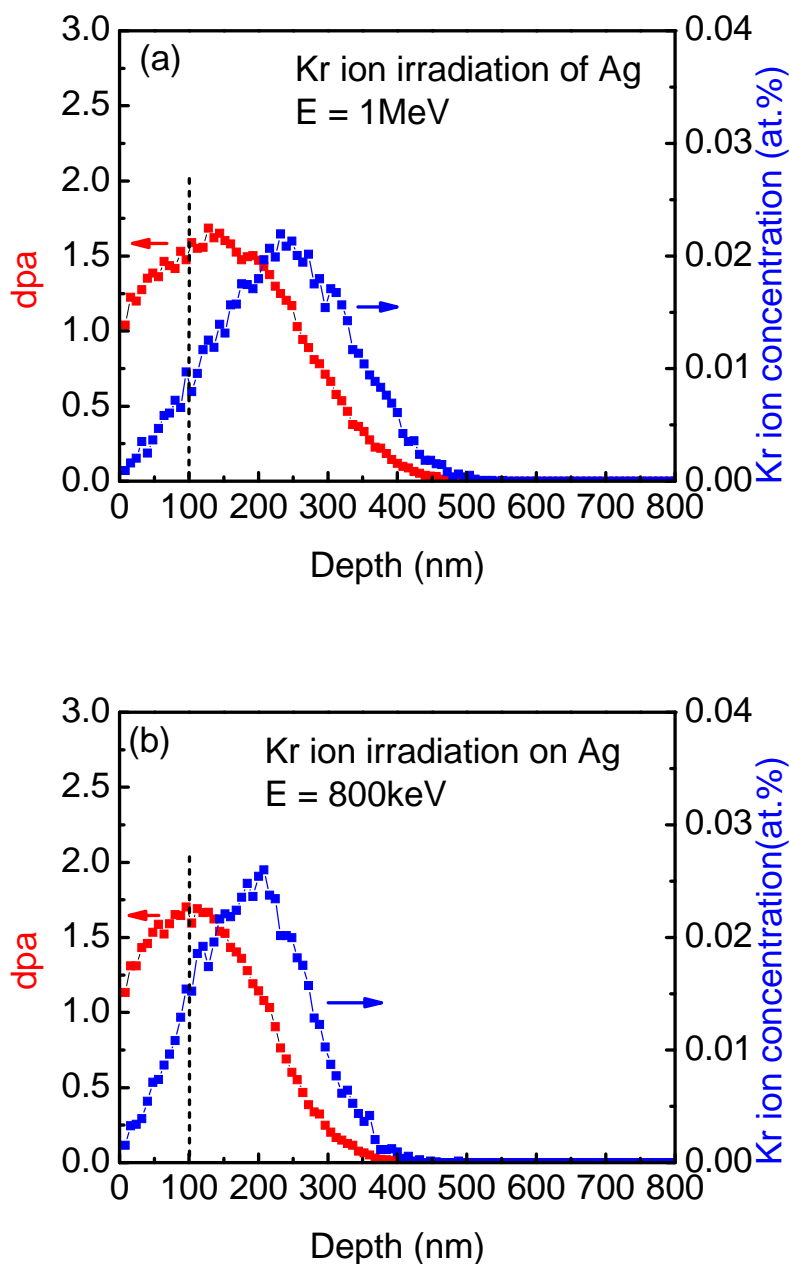 (a)
Kr ion irradiation of Ag
E = 1MeV
3.0
2.5
2.0
1.5
1.0
0.5
0.0
dpa
0.04
0.03
0.02
0.01
0.00
Kr ion concentration (at.%)
0 100 200 300 400 500 600 700 800
Depth (nm)
(b)
Kr ion irradiation on Ag
E = 800keV
3.0
2.5
2.0
1.5
1.0
0.5
0.0
dpa
0.04
0.03
0.02
0.01
0.00
Kr ion concentration(at.%)
0 100 200 300 400 500 600 700 800
Depth (nm)